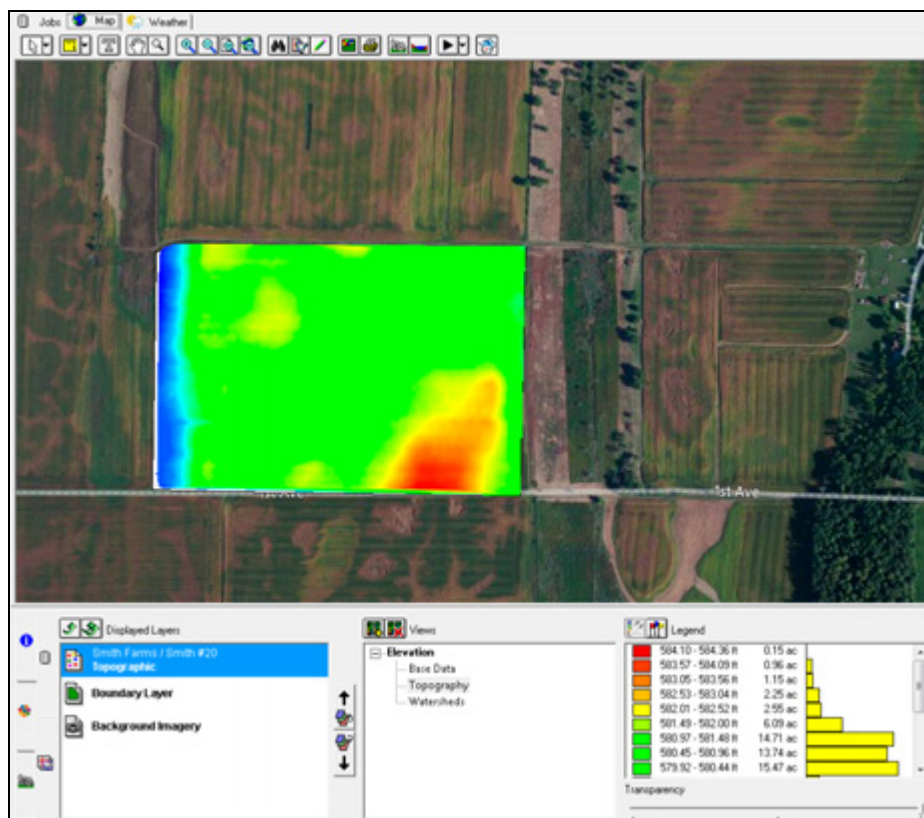 Jobs Map Weather
1st Ave 1st Ave
Displayed Layers
Smith Farms / Smith #20
Topographic
Boundary Layer
Background Imagery
Views
Elevation
Base Data
Topography
Watersheds
Legend
584.10 - 584.36 ft 0.15 ac
583.57 - 584.09 ft 0.96 ac
583.05 - 583.56 ft 1.15 ac
582.53 - 583.04 ft 2.25 ac
582.01 - 582.52 ft 2.55 ac
581.49 - 582.00 ft 6.09 ac
580.97 - 581.48 ft 14.71 ac
580.45 - 580.96 ft 13.74 ac
579.92 - 580.44 ft 15.47 ac
Transparency